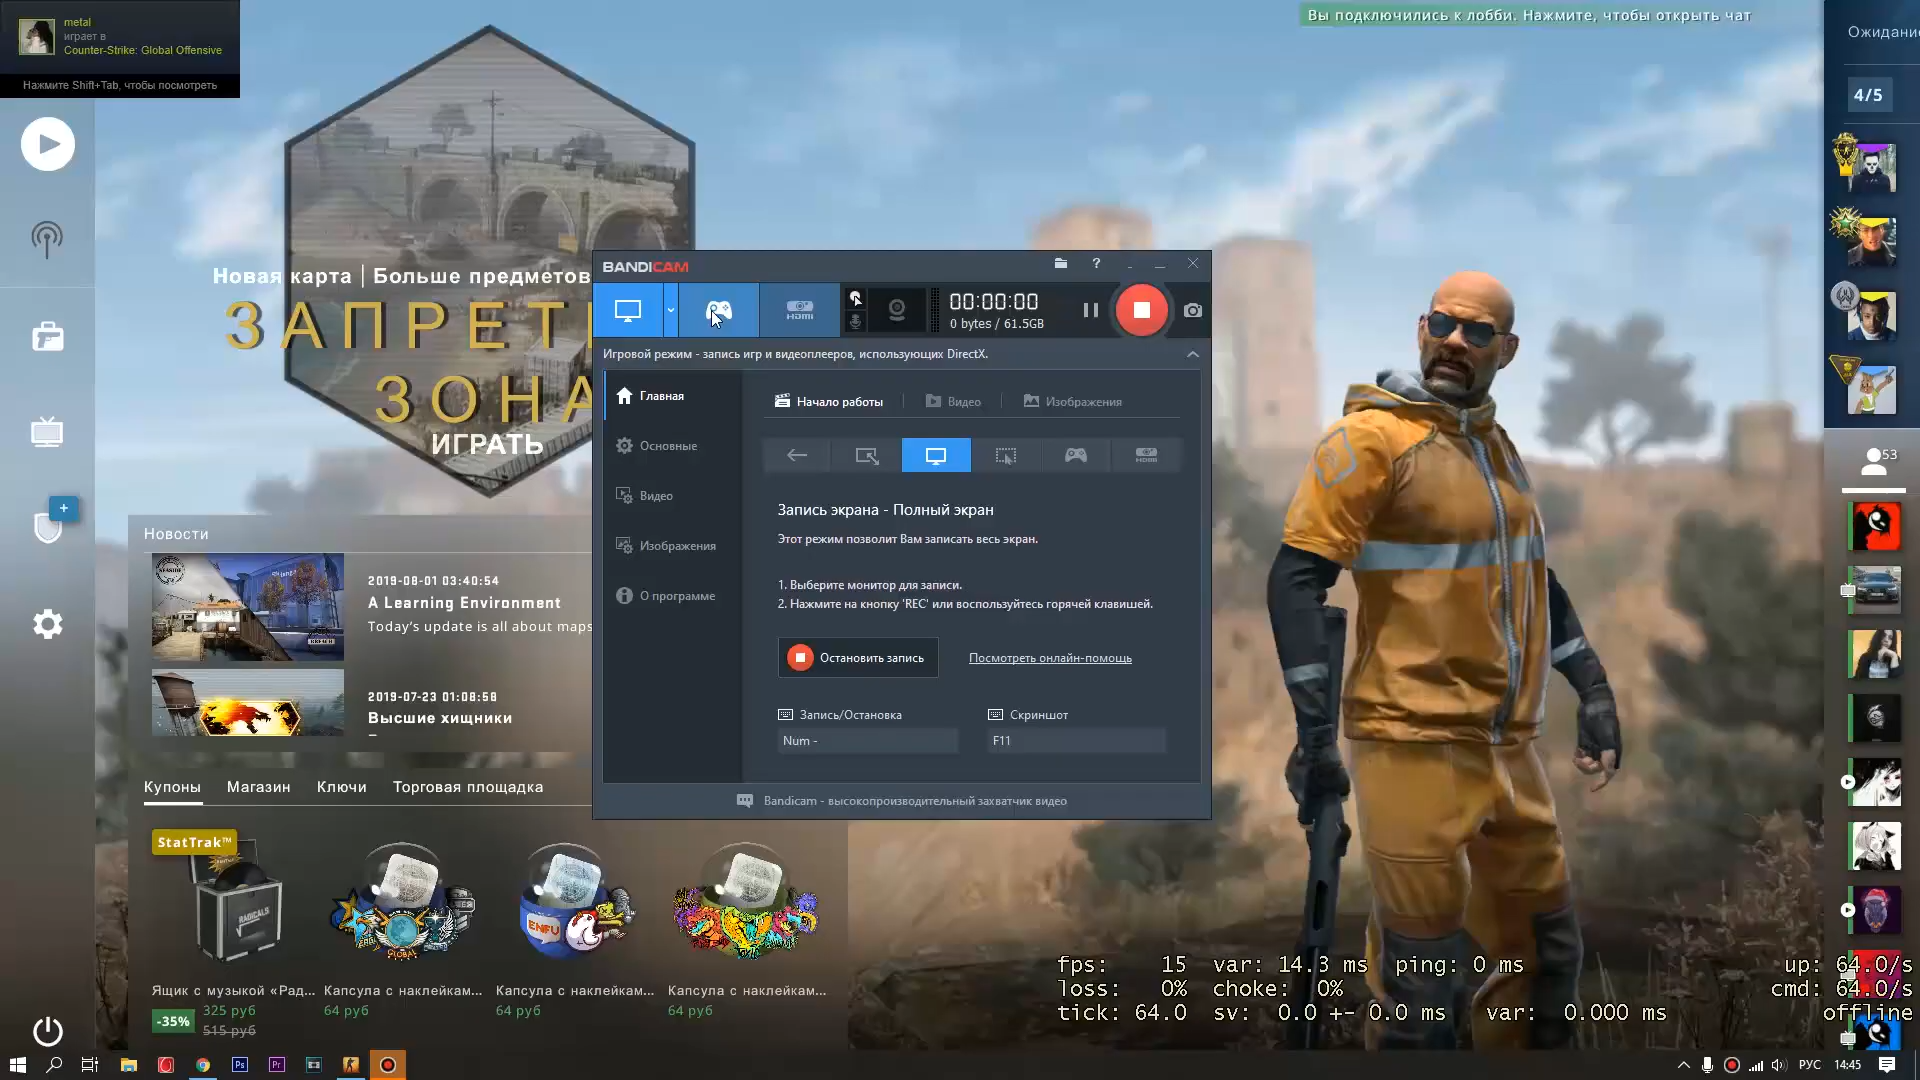 metal
играет в
Counter-Strike: Global Offensive
Нажмите Shift+Tab, чтобы посмотреть
Вы подключились к лобби. Нажмите, чтобы открыть чат
4/5
53
Новая карта | Больше предметов
ЗАПРЕТ
ЗОНА
ИГРАТЬ
+
Новости
2019-08-01 03:40:54
A Learning Environment
Today's update is all about maps
2019-07-23 01:08:58
Высшие хищники
Купоны Магазин Ключи Торговая площадка
StatTrak™
RADICALS
GLOBAL
ENFU
Ящик с музыкой «Рад... Капсула с наклейкам... Капсула с наклейкам... Капсула с наклейкам...
-35% 325 руб 64 руб 64 руб 64 руб
515 руб
BANDICAM
?
HDMI
00:00:00
0 bytes / 61.5GB
Игровой режим - запись игр и видеоплееров, использующих DirectX.
Главная
Основные
Видео
Изображения
О программе
Начало работы Видео Изображения
HDMI
Запись экрана - Полный экран
Этот режим позволит Вам записать весь экран.
1. Выберите монитор для записи.
2. Нажмите на кнопку 'REC' или воспользуйтесь горячей клавишей.
Остановить запись
Посмотреть онлайн-помощь
Запись/Остановка Скриншот
Num - F11
Bandicam - высокопроизводительный захватчик видео
fps: 15 var: 14.3 ms ping: 0 ms up: 64.0/s
loss: 0% choke: 0% cmd: 64.0/s
tick: 64.0 sv: 0.0 +- 0.0 ms var: 0.000 ms offline
Ps
Pr
РУС
14:45